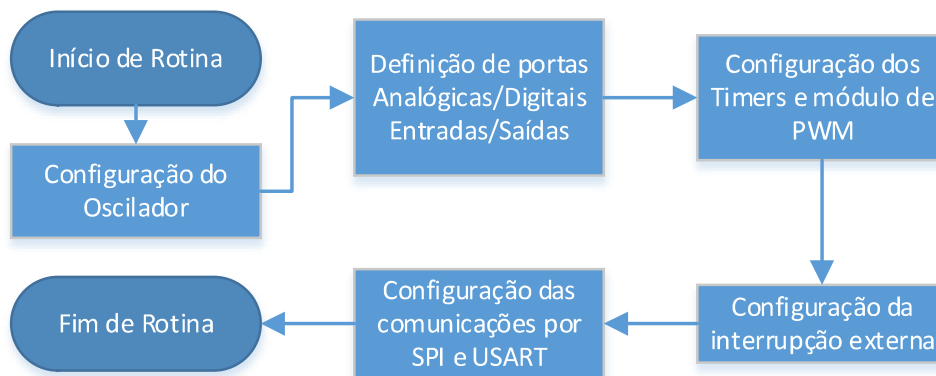 Início de Rotina
Configuração do
Oscilador
Definição de portas
Analógicas/Digitais
Entradas/Saídas
Configuração dos
Timers e módulo de
PWM
Configuração da
interrupção externa
Configuração das
comunicações por
SPI e USART
Fim de Rotina